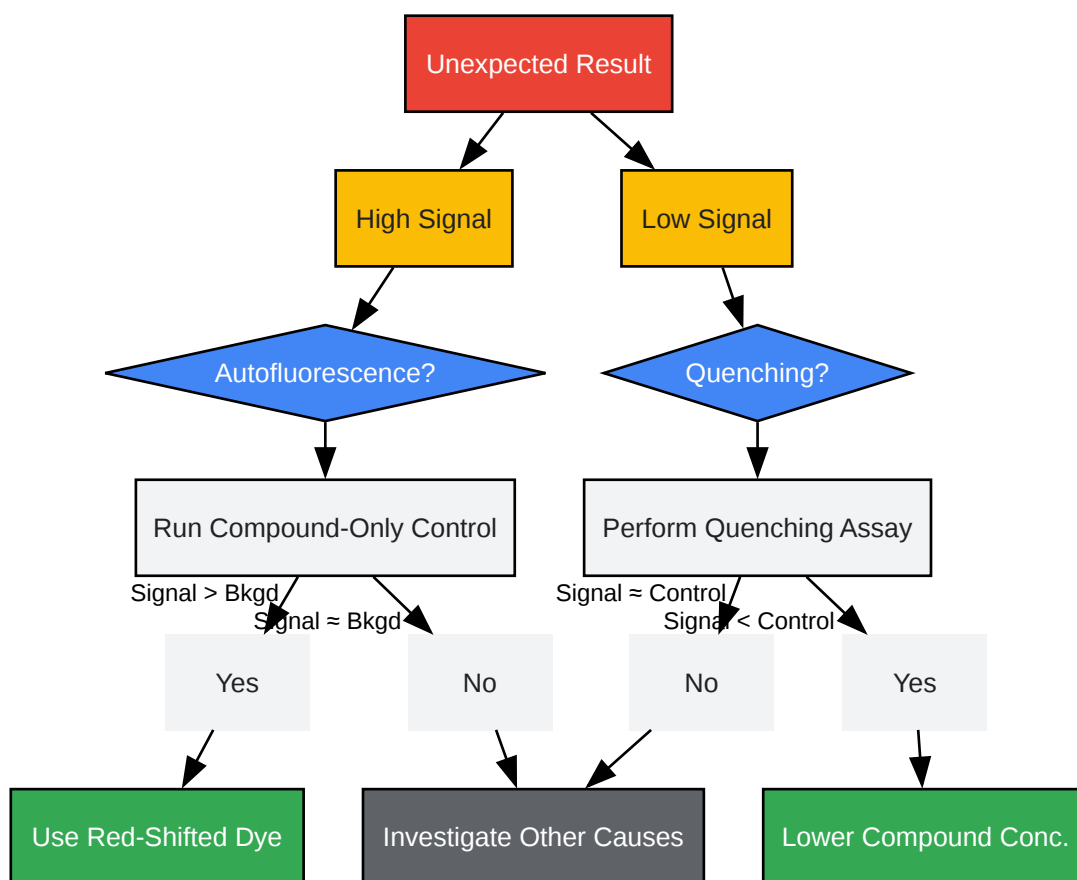 Unexpected Result
High Signal
Low Signal
Autofluorescence?
Quenching?
Run Compound-Only Control
Perform Quenching Assay
Signal > Bkgd
Signal ≈ Bkgd
Signal ≈ Control
Signal < Control
Yes
No
No
Yes
Use Red-Shifted Dye
Investigate Other Causes
Lower Compound Conc.